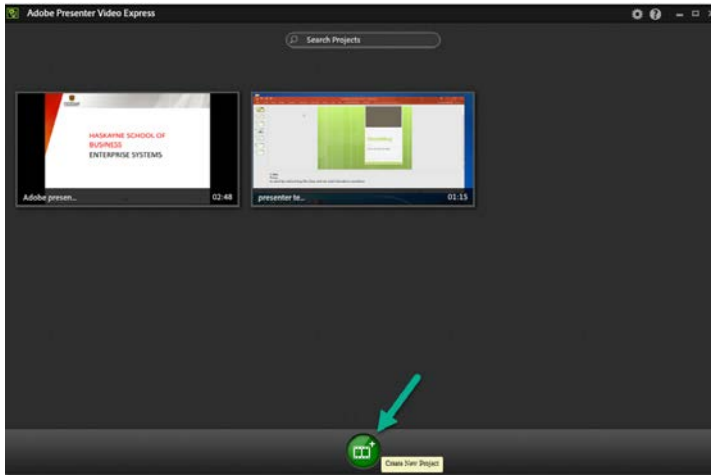 Adobe Presenter Video Express
Search Projects
HASKAYNE SCHOOL OF
BUSINESS
ENTERPRISE SYSTEMS
Adobe presen...
02:48
presenter te...
01:15
Create New Project